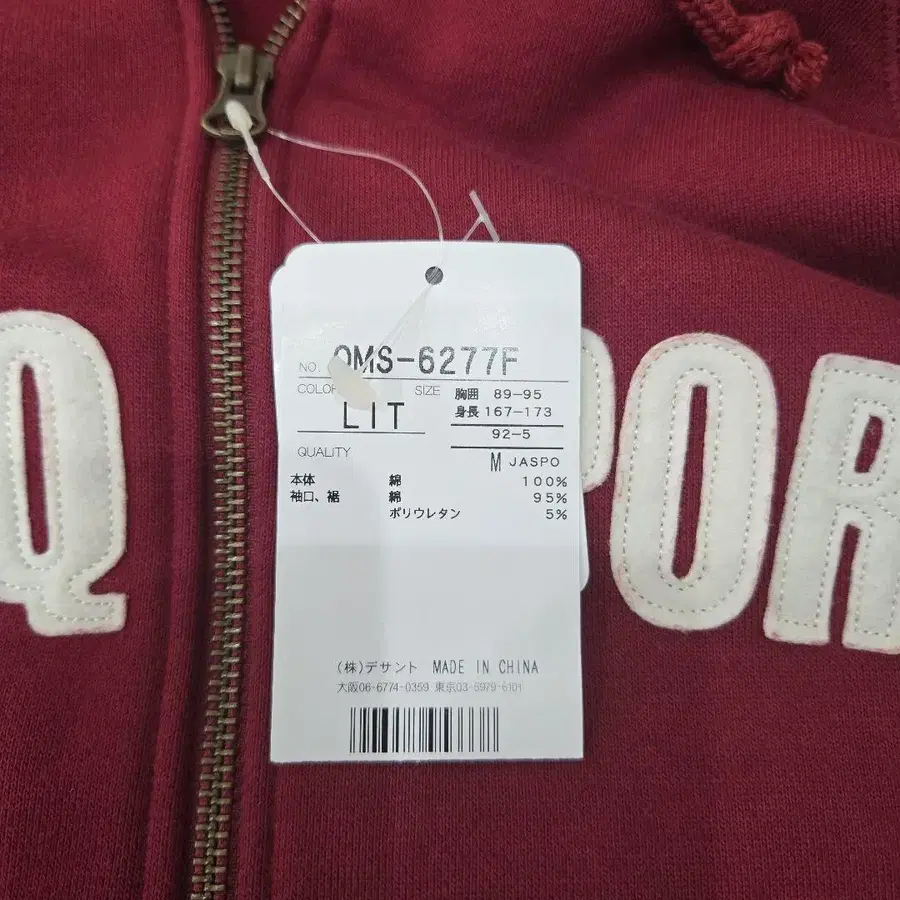 NO. QMS-6277F
COLOR LIT
SIZE 胸囲 89-95
身長 167-173
92-5
M JASPO
QUALITY
本体 綿 100%
袖口、裾 綿 95%
ポリウレタン 5%
(株)デサント MADE IN CHINA
大阪06-6774-0359 東京03-5979-6101
Q
POR